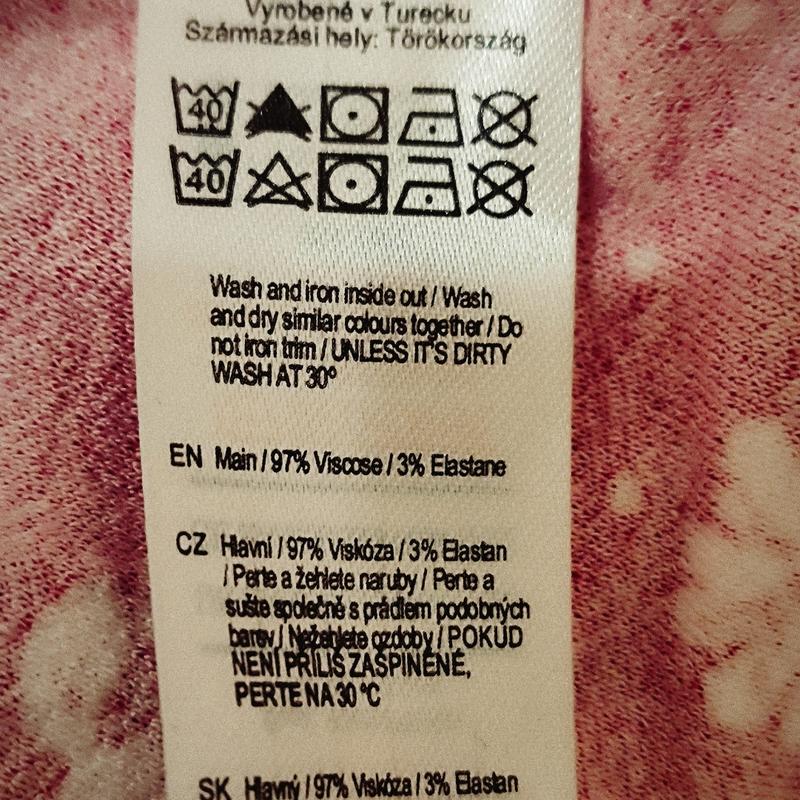 Vyrobené v Turecku
Származási hely: Törökország
40
40
Wash and iron inside out / Wash
and dry similar colours together / Do
not iron trim / UNLESS IT'S DIRTY
WASH AT 30°
EN Main / 97% Viscose / 3% Elastane
CZ Hlavní / 97% Viskóza / 3% Elastan
/ Perte a žehlete naruby / Perte a
sušte společně s prádlem podobných
barev / Nežehlete ozdoby / POKUD
NENÍ PŘÍLIŠ ZAŠPINĚNÉ,
PERTE NA 30 °C
SK Hlavný / 97% Viskóza / 3% Elastan